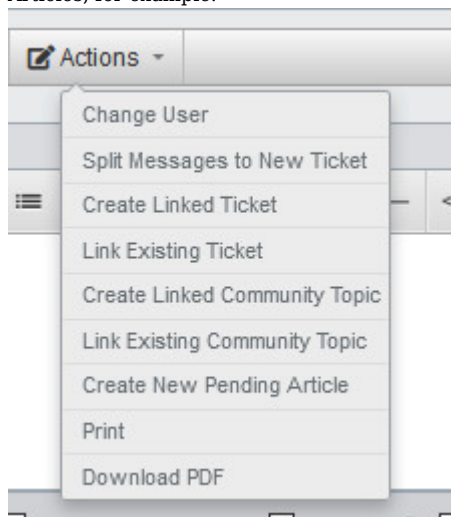 Articles, for example.
Actions
Change User
Split Messages to New Ticket
Create Linked Ticket
Link Existing Ticket
Create Linked Community Topic
Link Existing Community Topic
Create New Pending Article
Print
Download PDF